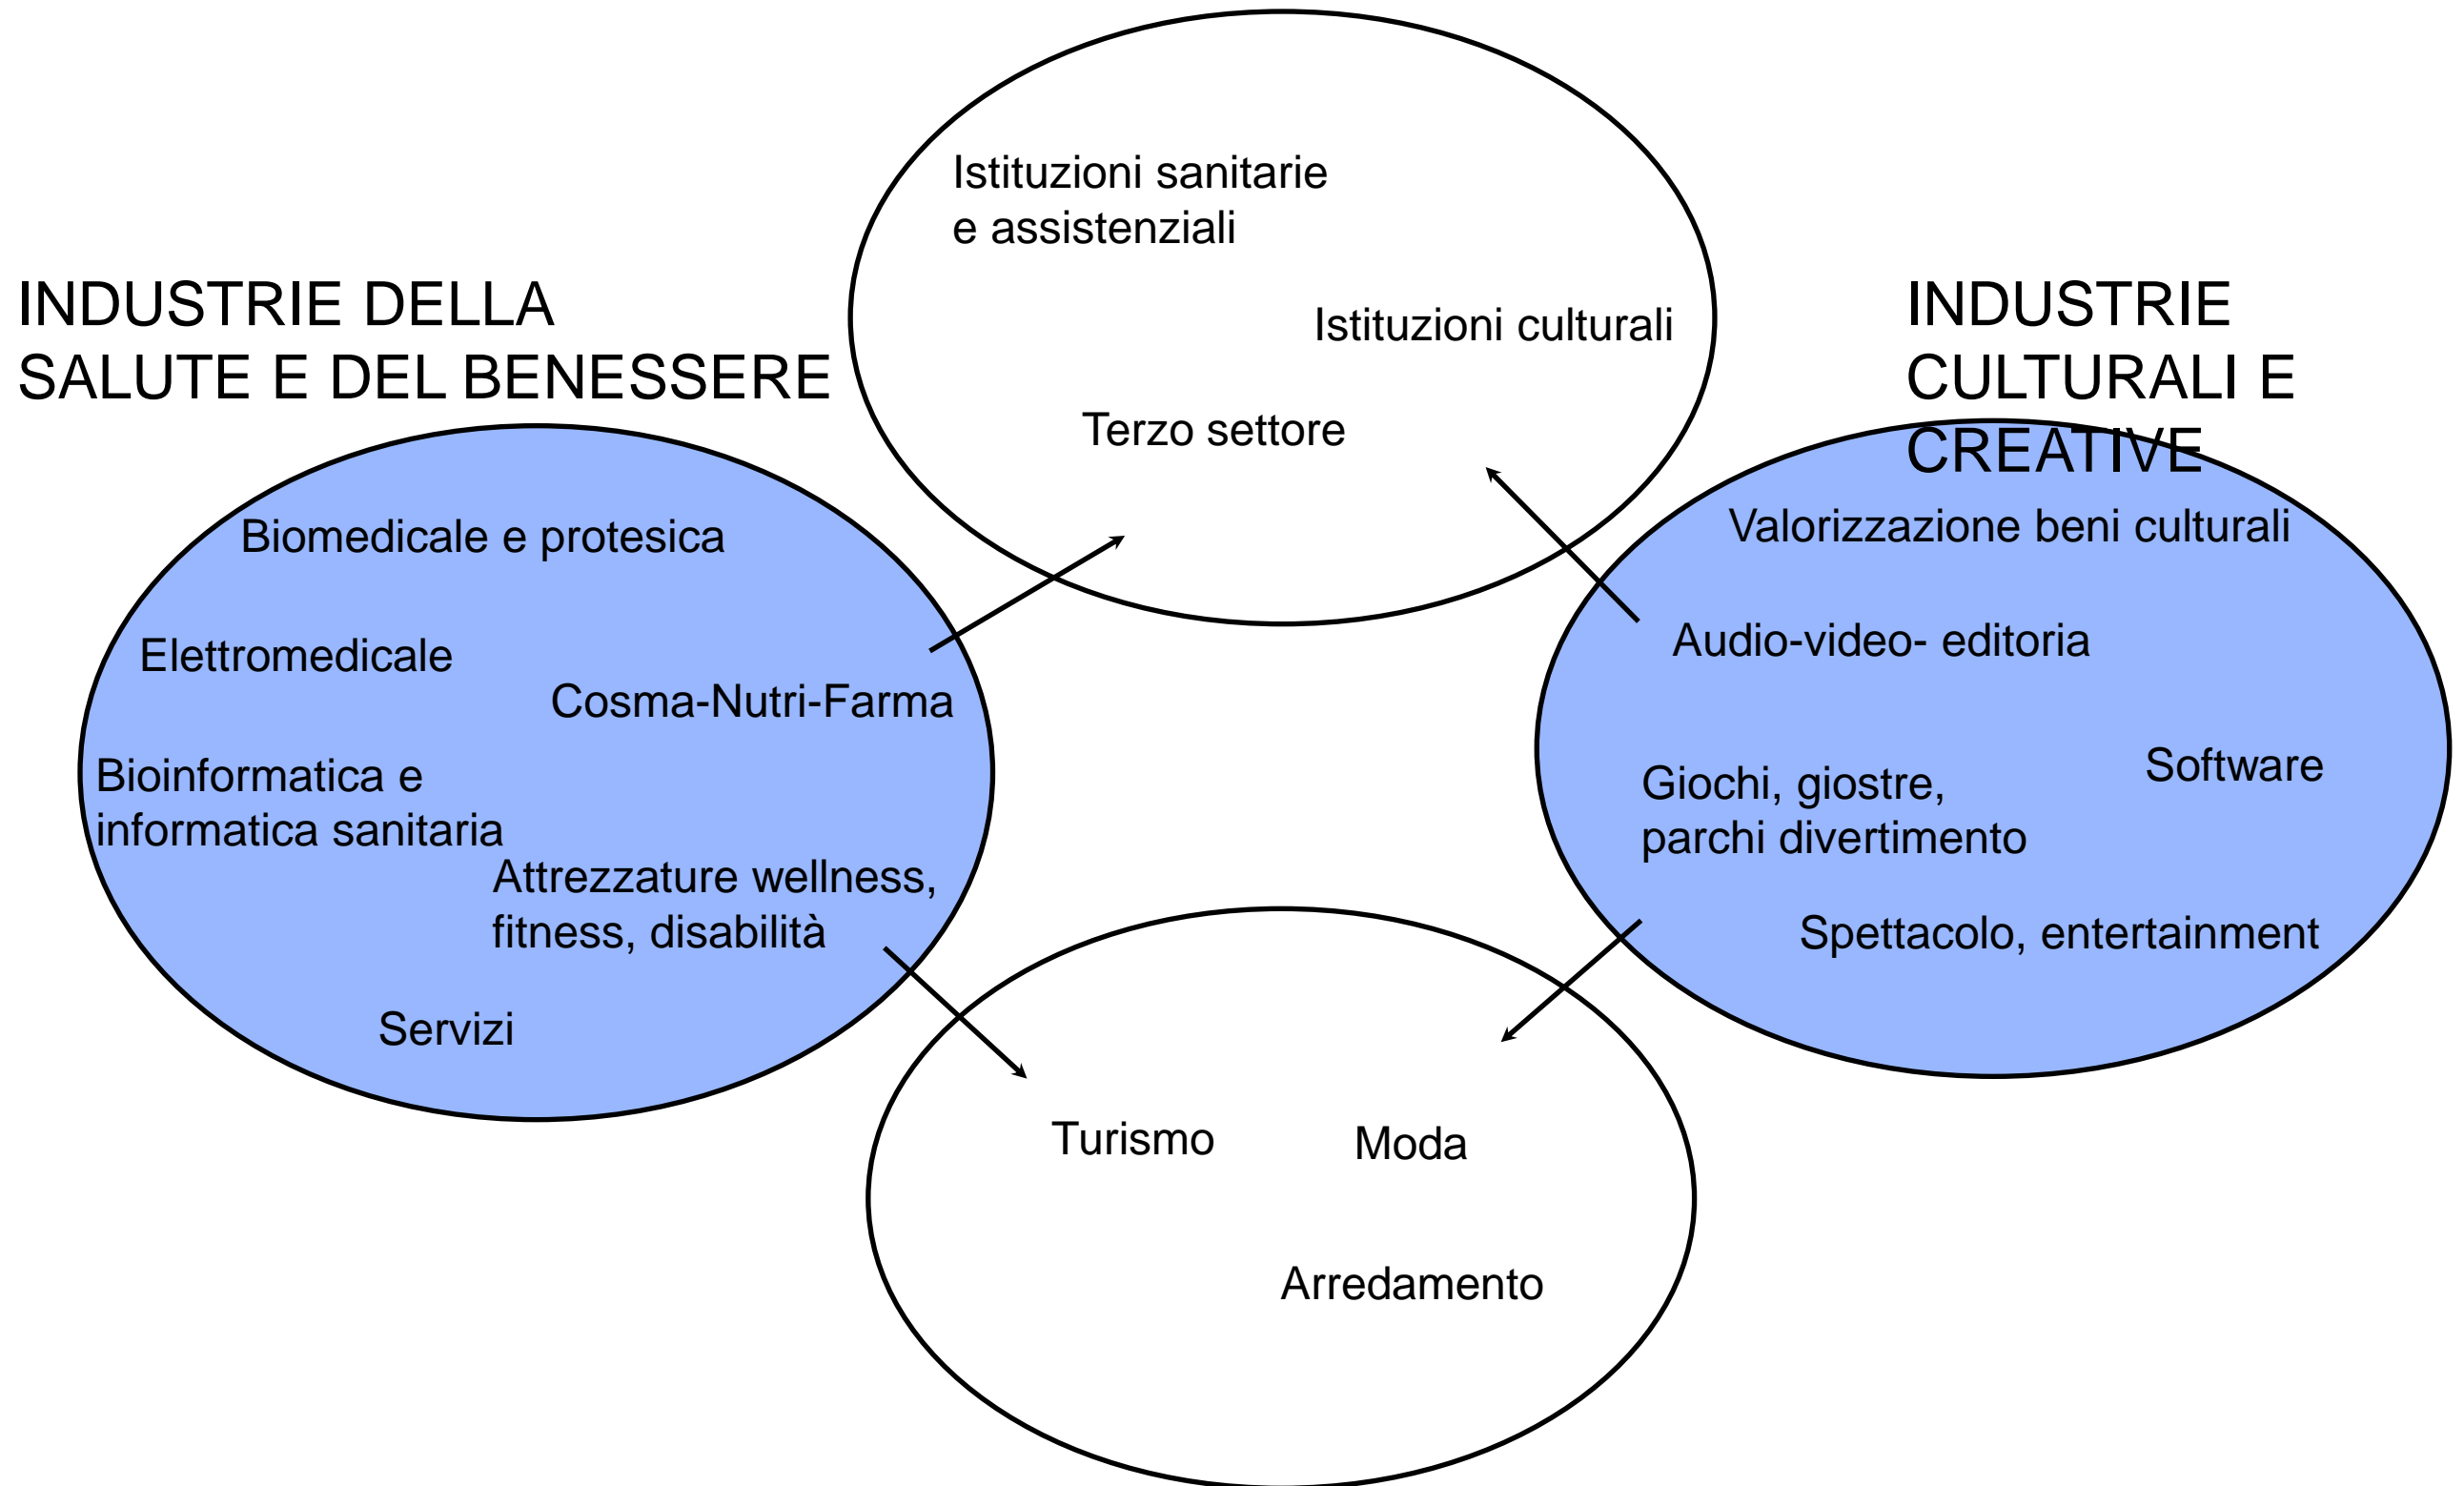 Istituzioni sanitarie
e assistenziali
Istituzioni culturali
Terzo settore
INDUSTRIE DELLA
SALUTE E DEL BENESSERE
Biomedicale e protesica
Elettromedicale
Cosma-Nutri-Farma
Bioinformatica e
informatica sanitaria
Attrezzature wellness,
fitness, disabilità
Servizi
INDUSTRIE
CULTURALI E
CREATIVE
Valorizzazione beni culturali
Audio-video- editoria
Software
Giochi, giostre,
parchi divertimento
Spettacolo, entertainment
Turismo
Moda
Arredamento